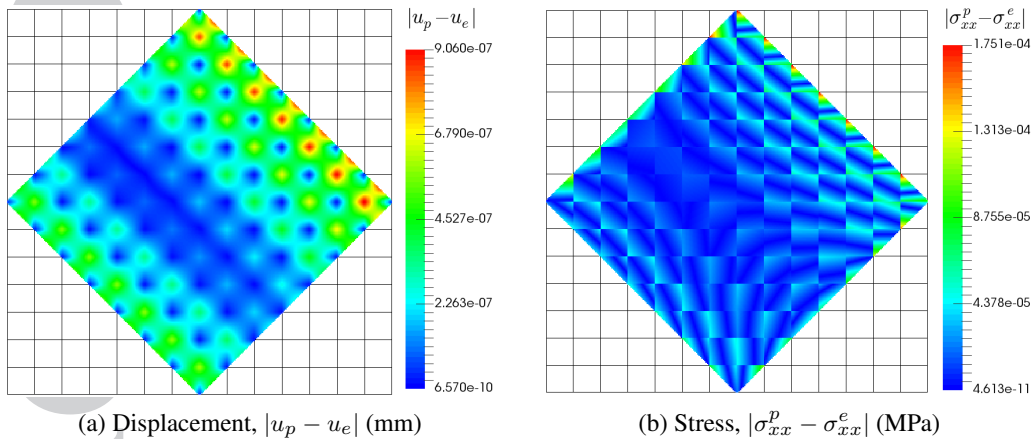 |u_p − u_e|
9.060e-07
6.790e-07
4.527e-07
2.263e-07
6.570e-10
(a) Displacement, |u_p − u_e| (mm)
|σ^p_xx − σ^e_xx|
1.751e-04
1.313e-04
8.755e-05
4.378e-05
4.613e-11
(b) Stress, |σ^p_xx − σ^e_xx| (MPa)